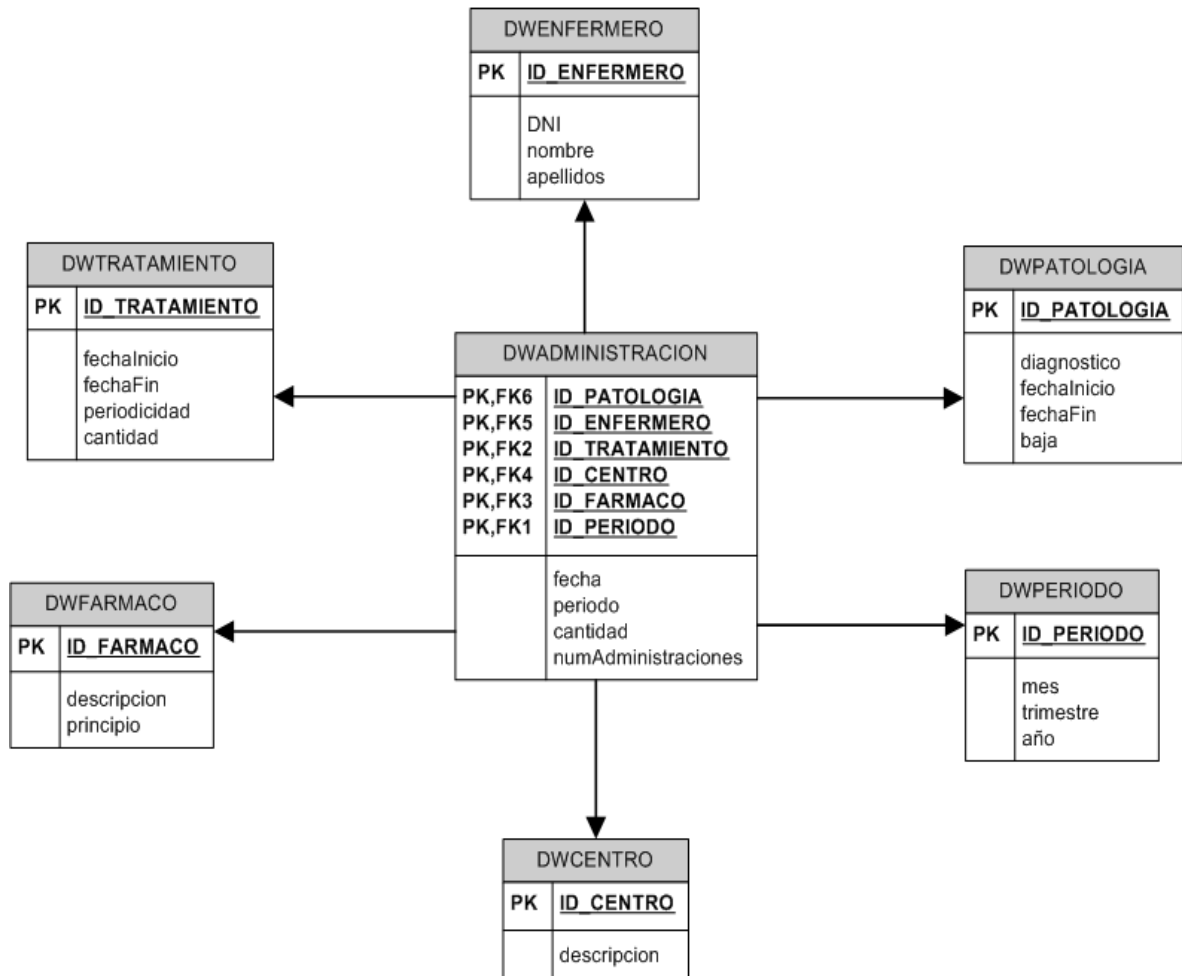 DWENFERMERO
PK ID_ENFERMERO
DNI
nombre
apellidos
DWTRATAMIENTO
PK ID_TRATAMIENTO
fechaInicio
fechaFin
periodicidad
cantidad
DWPATOLOGIA
PK ID_PATOLOGIA
diagnostico
fechaInicio
fechaFin
baja
DWADMINISTRACION
PK,FK6 ID_PATOLOGIA
PK,FK5 ID_ENFERMERO
PK,FK2 ID_TRATAMIENTO
PK,FK4 ID_CENTRO
PK,FK3 ID_FARMACO
PK,FK1 ID_PERIODO
fecha
periodo
cantidad
numAdministraciones
DWFARMACO
PK ID_FARMACO
descripcion
principio
DWPERIODO
PK ID_PERIODO
mes
trimestre
año
DWCENTRO
PK ID_CENTRO
descripcion